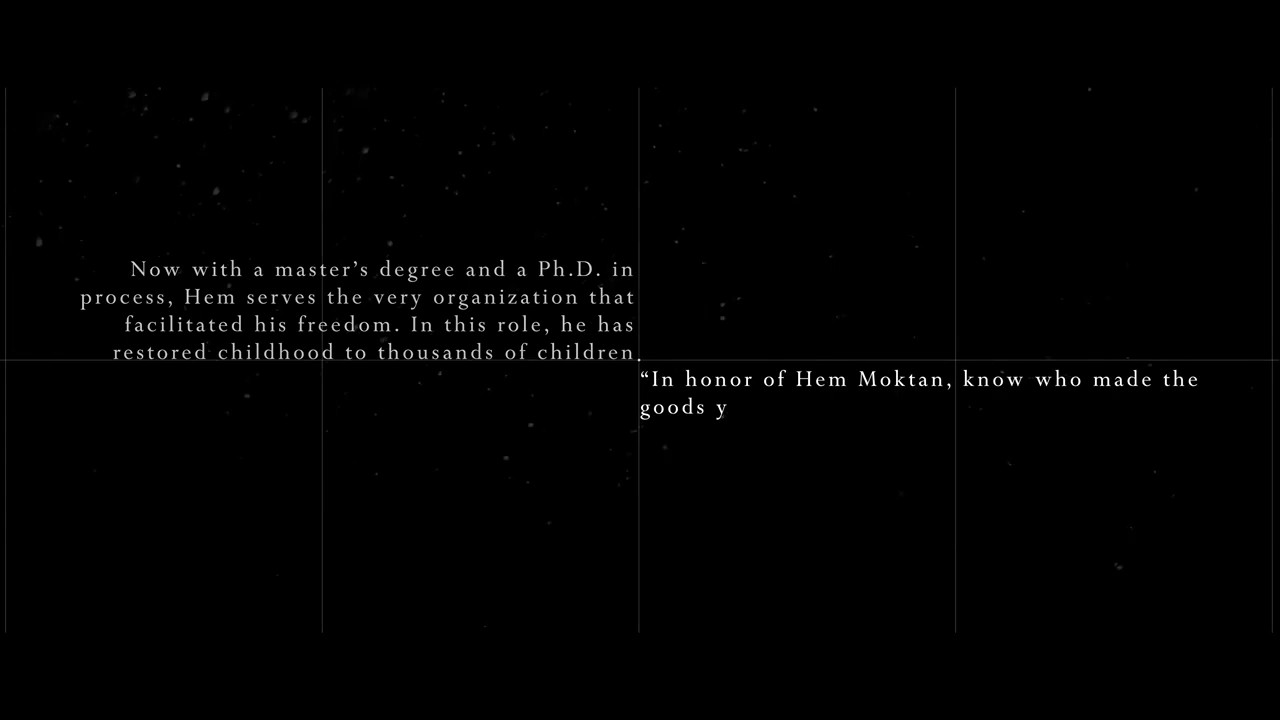 Now with a master’s degree and a Ph.D. in
process, Hem serves the very organization that
facilitated his freedom. In this role, he has
restored childhood to thousands of children.
“In honor of Hem Moktan, know who made the
goods y